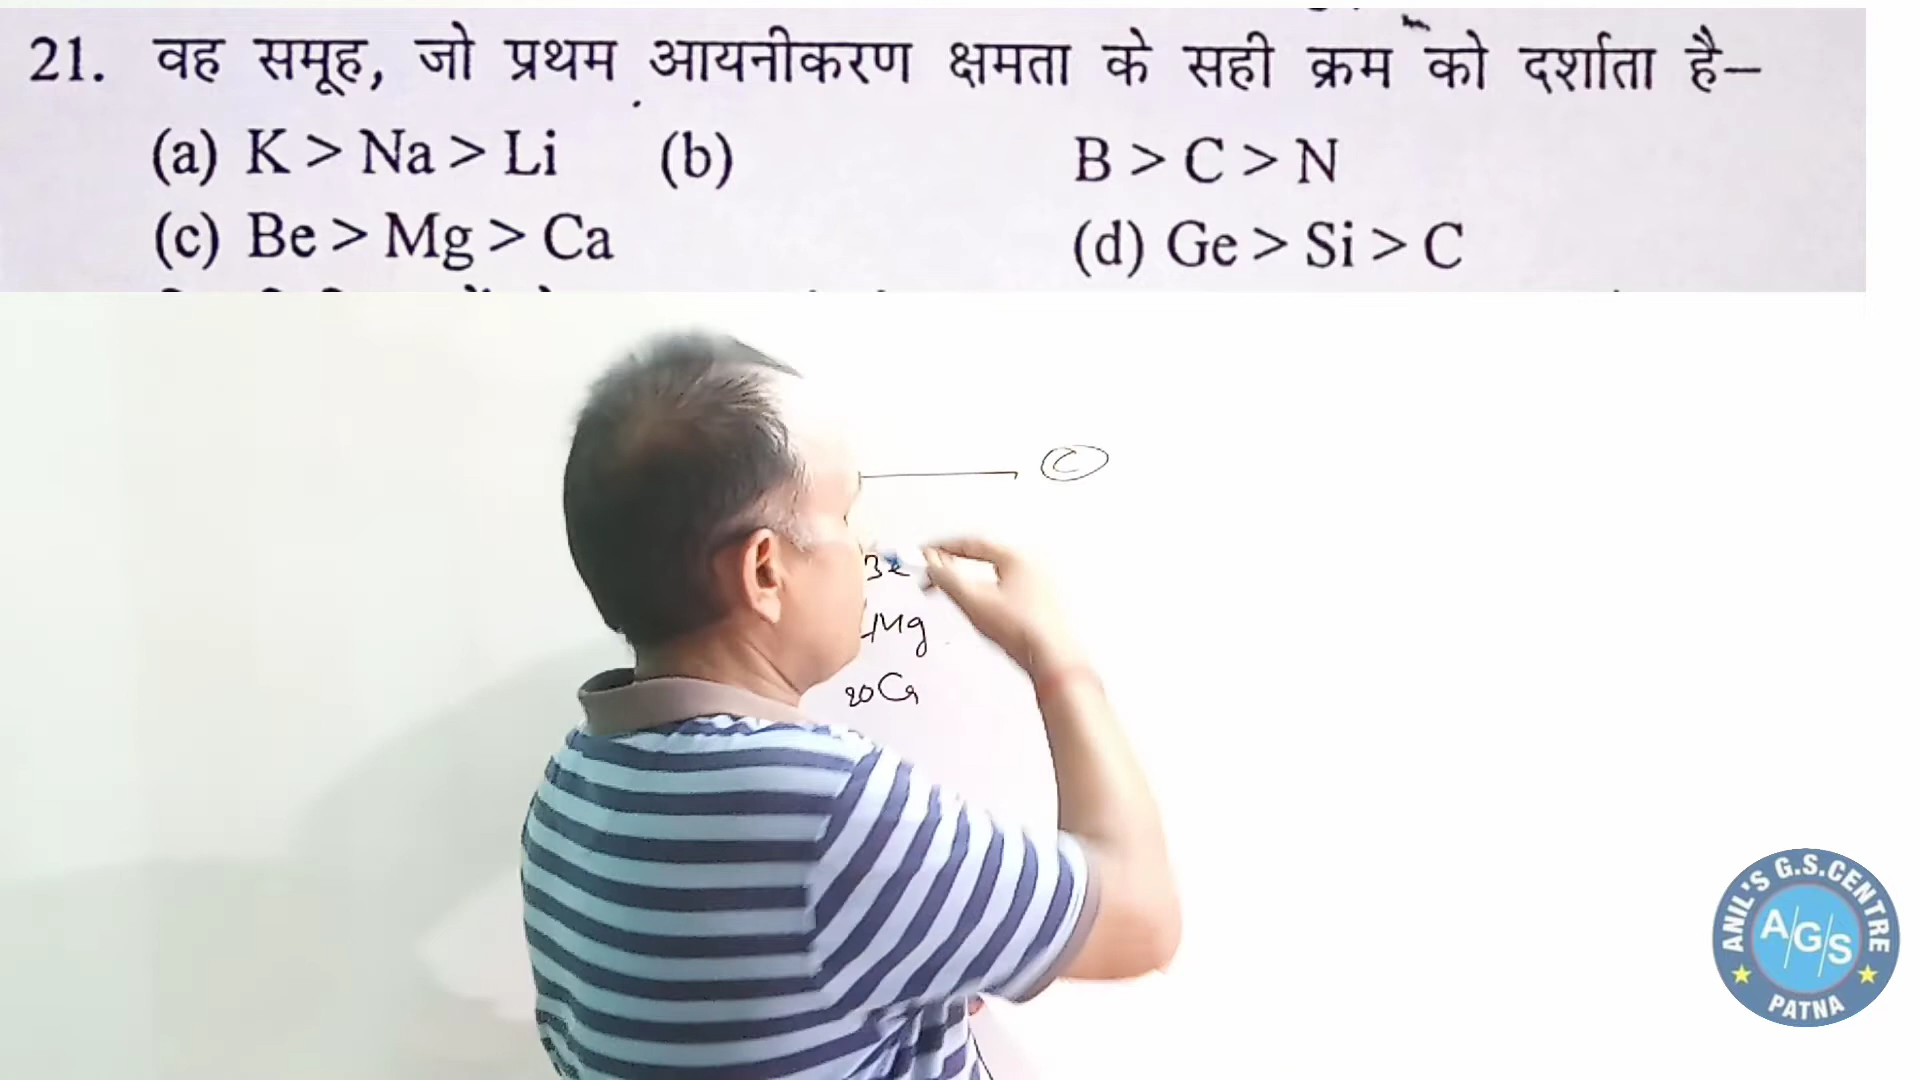 21. वह समूह, जो प्रथम आयनीकरण क्षमता के सही क्रम को दर्शाता है–
(a) K > Na > Li (b) B > C > N
(c) Be > Mg > Ca (d) Ge > Si > C
C
Be
Mg
20Ca
ANIL'S G.S.CENTRE
A/G/S
PATNA